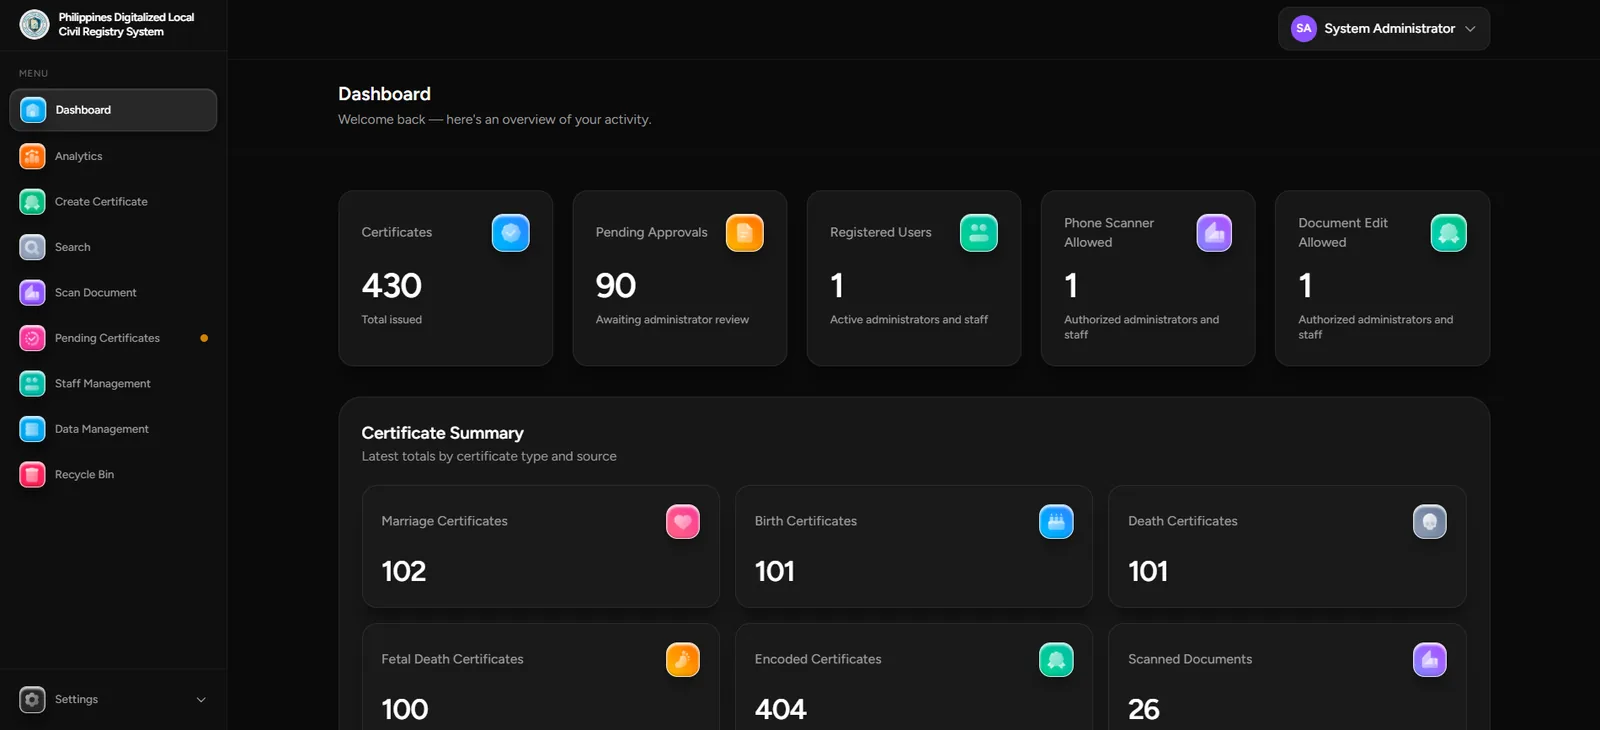 Philippines Digitalized Local
Civil Registry System
MENU
Dashboard
Analytics
Create Certificate
Search
Scan Document
Pending Certificates
Staff Management
Data Management
Recycle Bin
Settings
SA
System Administrator
Dashboard
Welcome back — here's an overview of your activity.
Certificates
430
Total issued
Pending Approvals
90
Awaiting administrator review
Registered Users
1
Active administrators and staff
Phone Scanner
Allowed
1
Authorized administrators and
staff
Document Edit
Allowed
1
Authorized administrators and
staff
Certificate Summary
Latest totals by certificate type and source
Marriage Certificates
102
Birth Certificates
101
Death Certificates
101
Fetal Death Certificates
100
Encoded Certificates
404
Scanned Documents
26